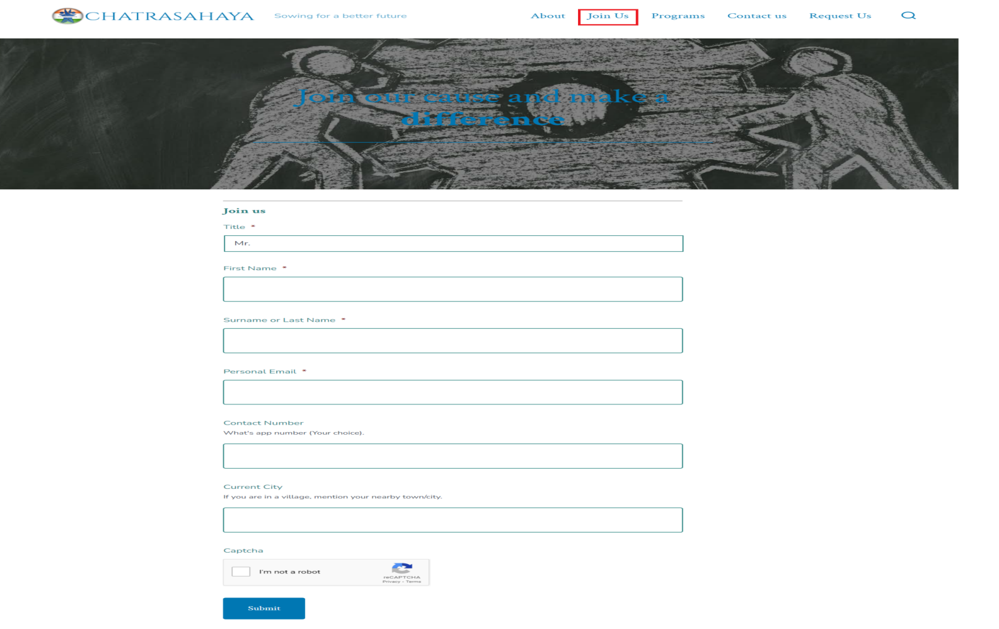 CHATRASAHAYA Sowing for a better future About Join Us Programs Contact us Request Us
Join our cause and make a
difference
Join us
Title *
Mr.
First Name *
Surname or Last Name *
Personal Email *
Contact Number
What's app number (Your choice).
Current City
If you are in a village, mention your nearby town/city.
Captcha
I'm not a robot
reCAPTCHA
Privacy - Terms
Submit